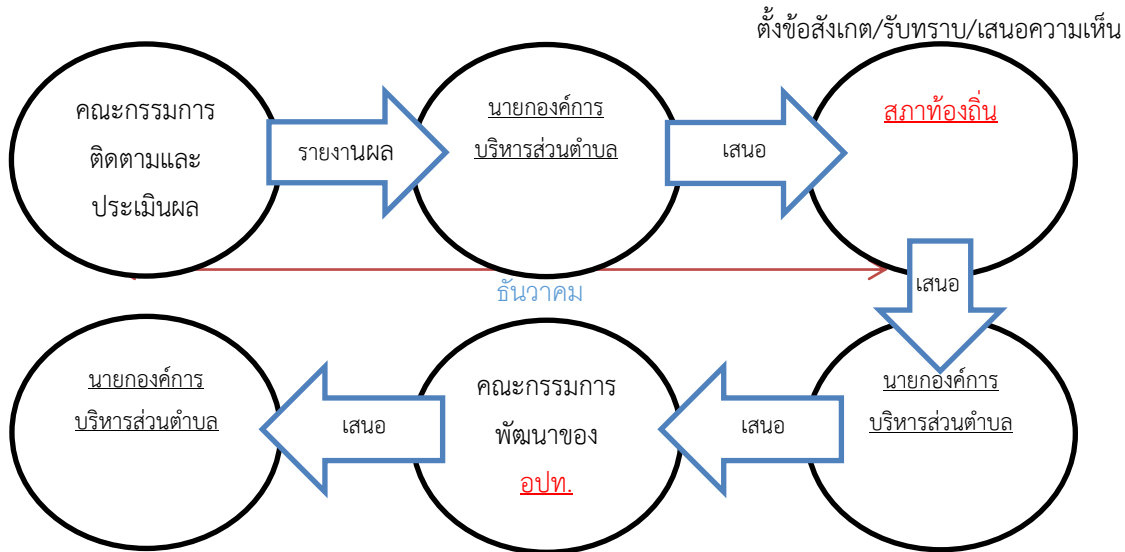 ตั้งข้อสังเกต/รับทราบ/เสนอความเห็น
คณะกรรมการ
ติดตามและ
ประเมินผล
รายงานผล
นายกองค์การ
บริหารส่วนตำบล
เสนอ
สภาท้องถิ่น
ธันวาคม
เสนอ
นายกองค์การ
บริหารส่วนตำบล
เสนอ
คณะกรรมการ
พัฒนาของ
อปท.
เสนอ
นายกองค์การ
บริหารส่วนตำบล